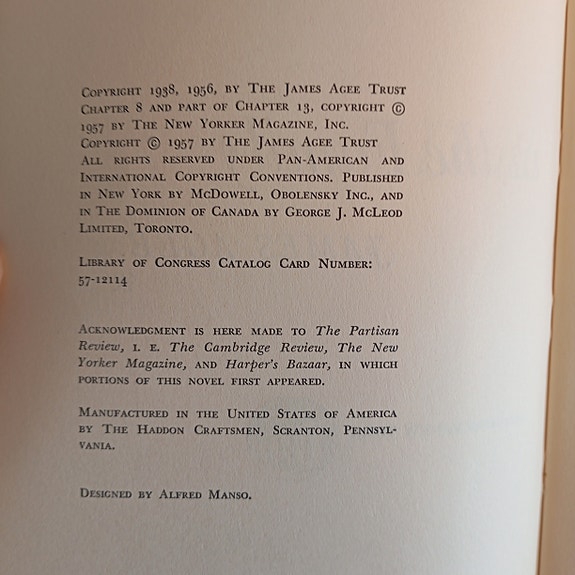 Copyright 1938, 1956, by The James Agee Trust
Chapter 8 and part of Chapter 13, copyright ©
1957 by The New Yorker Magazine, Inc.
Copyright © 1957 by The James Agee Trust
All rights reserved under Pan-American and
International Copyright Conventions. Published
in New York by McDowell, Obolensky Inc., and
in The Dominion of Canada by George J. McLeod
Limited, Toronto.
Library of Congress Catalog Card Number:
57-12114
Acknowledgment is here made to The Partisan
Review, i. e. The Cambridge Review, The New
Yorker Magazine, and Harper's Bazaar, in which
portions of this novel first appeared.
Manufactured in the United States of America
by The Haddon Craftsmen, Scranton, Pennsyl-
vania.
Designed by Alfred Manso.